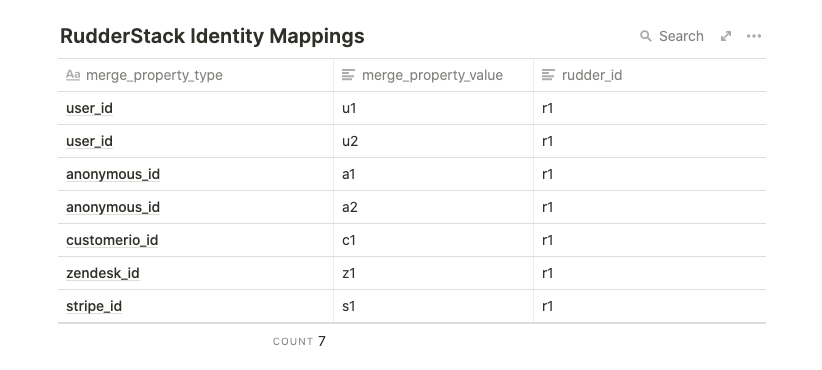 RudderStack Identity Mappings Search
Aa merge_property_type merge_property_value rudder_id
user_id u1 r1
user_id u2 r1
anonymous_id a1 r1
anonymous_id a2 r1
customerio_id c1 r1
zendesk_id z1 r1
stripe_id s1 r1
COUNT 7